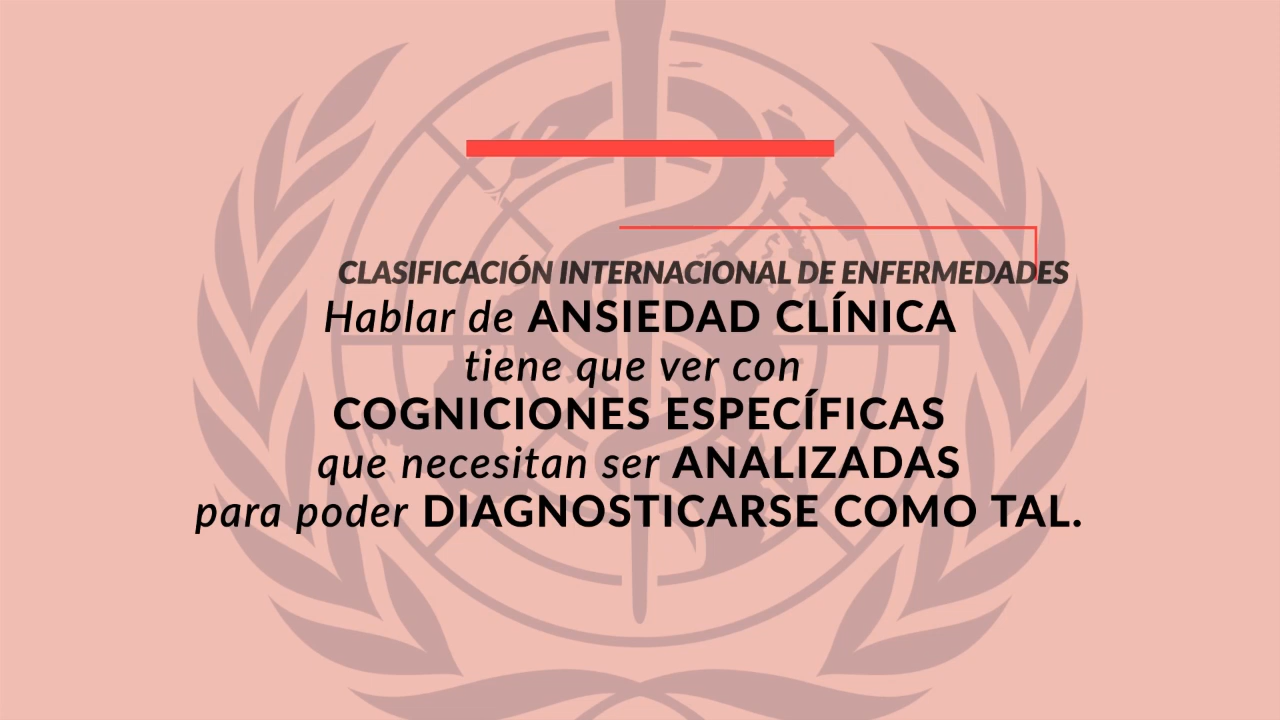 CLASIFICACIÓN INTERNACIONAL DE ENFERMEDADES
Hablar de ANSIEDAD CLÍNICA
tiene que ver con
COGNICIONES ESPECÍFICAS
que necesitan ser ANALIZADAS
para poder DIAGNOSTICARSE COMO TAL.